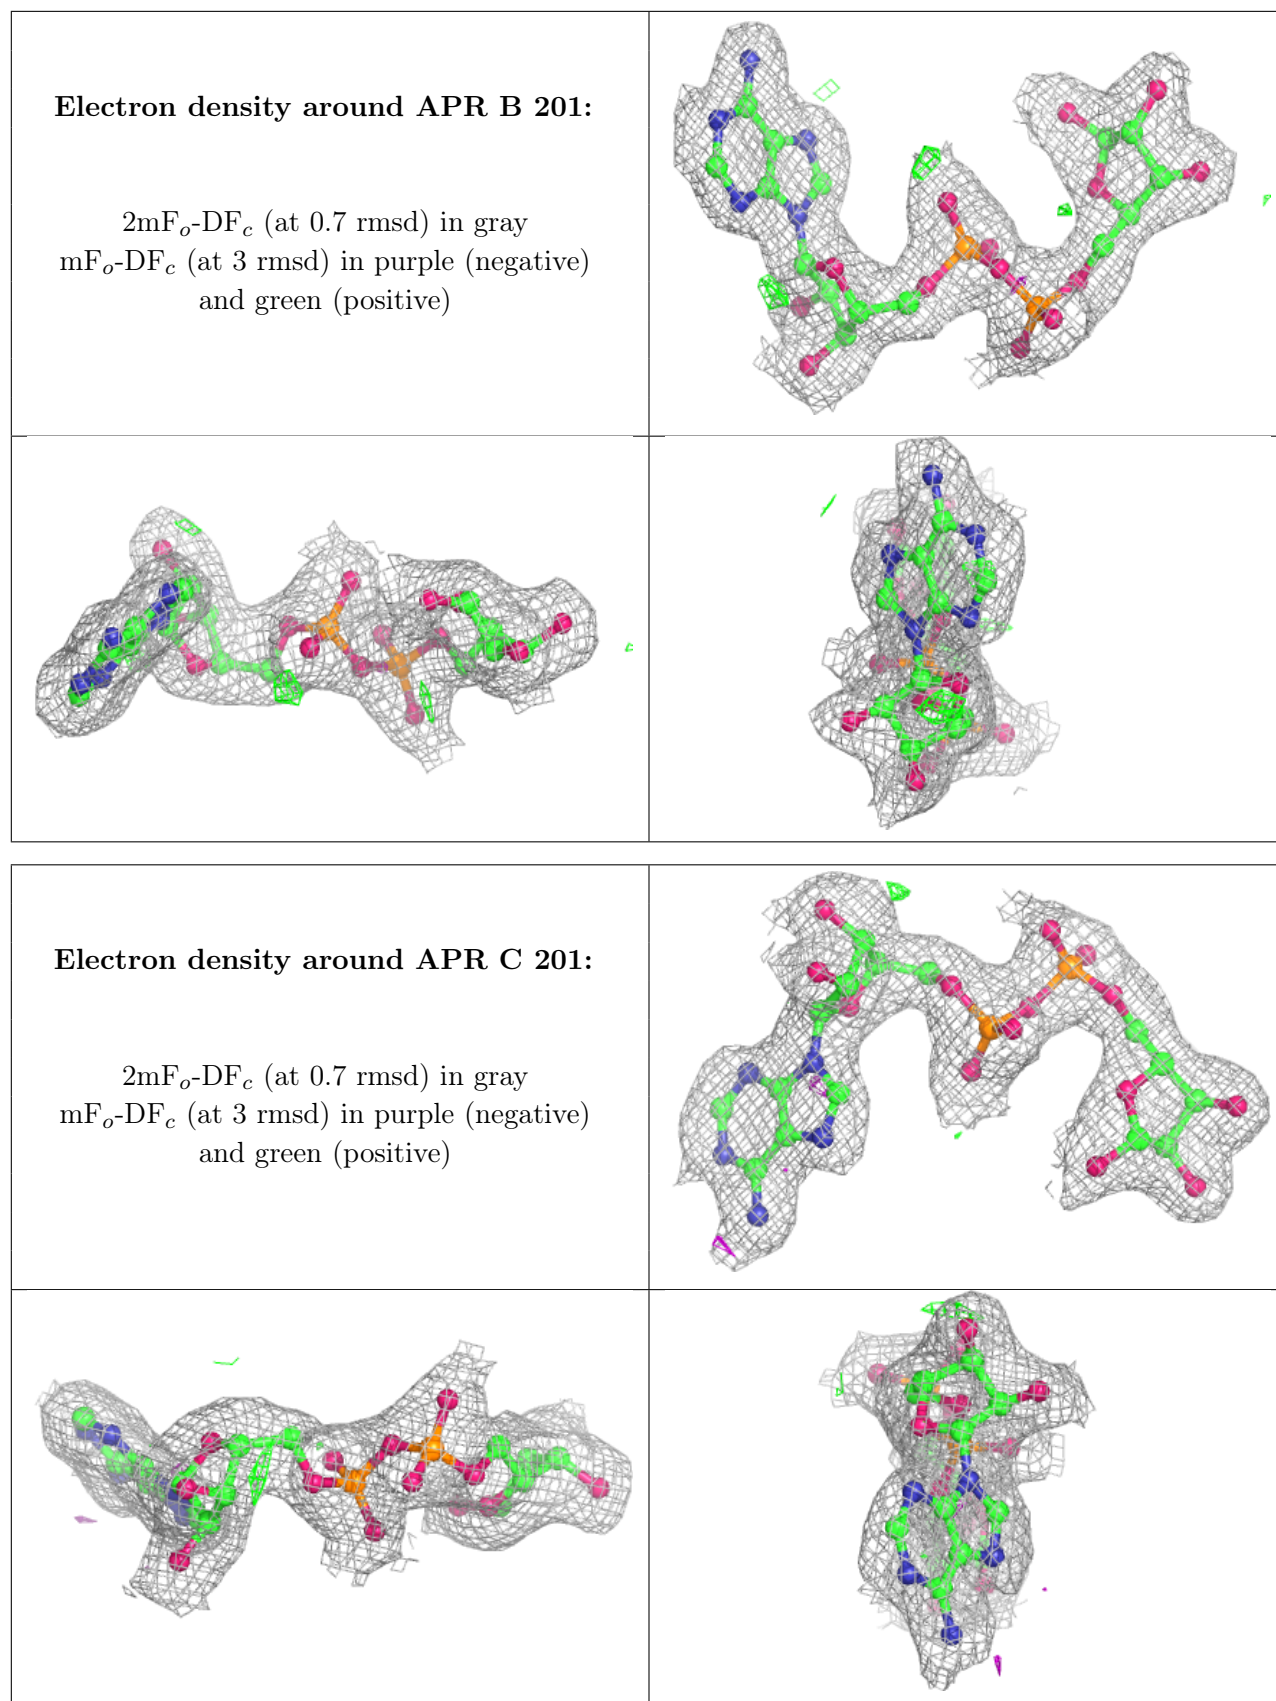 Electron density around APR B 201:
2mFo-DFc (at 0.7 rmsd) in gray
mFo-DFc (at 3 rmsd) in purple (negative)
and green (positive)
Electron density around APR C 201:
2mFo-DFc (at 0.7 rmsd) in gray
mFo-DFc (at 3 rmsd) in purple (negative)
and green (positive)